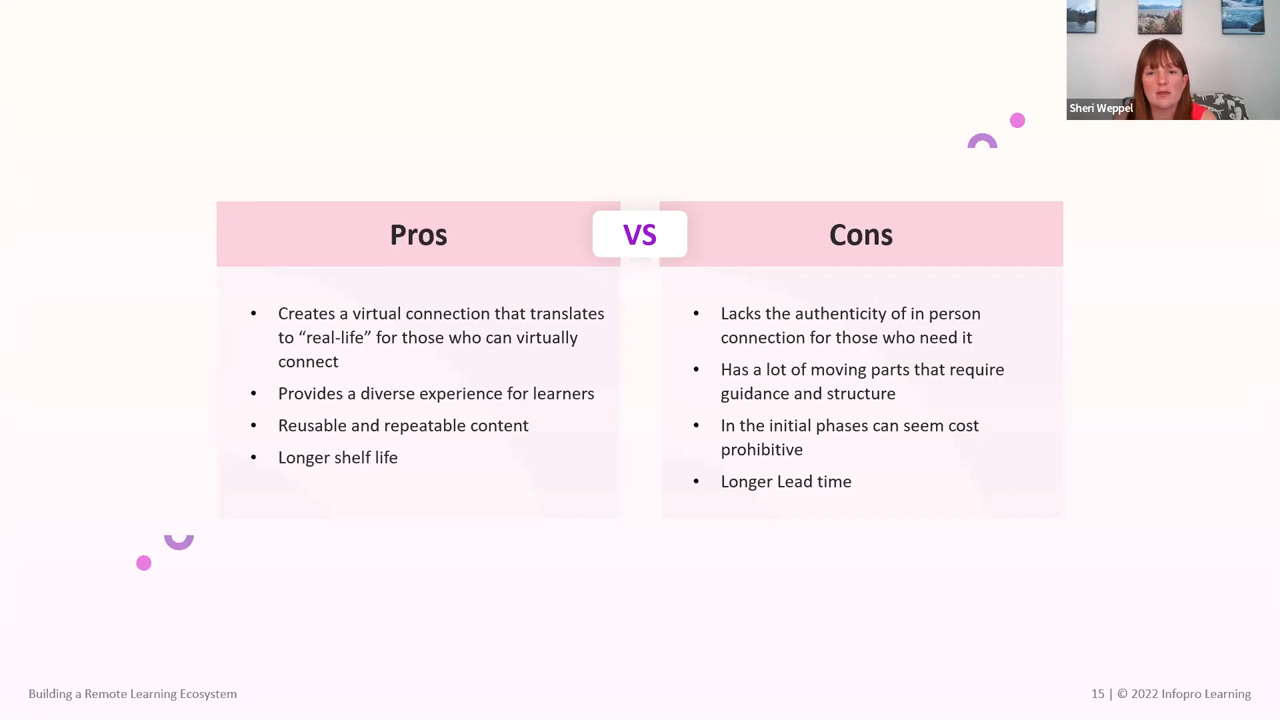 Sheri Weppel
Pros
VS
Cons
• Creates a virtual connection that translates
to “real-life” for those who can virtually
connect
• Provides a diverse experience for learners
• Reusable and repeatable content
• Longer shelf life
• Lacks the authenticity of in person
connection for those who need it
• Has a lot of moving parts that require
guidance and structure
• In the initial phases can seem cost
prohibitive
• Longer Lead time
Building a Remote Learning Ecosystem
15 | © 2022 Infopro Learning